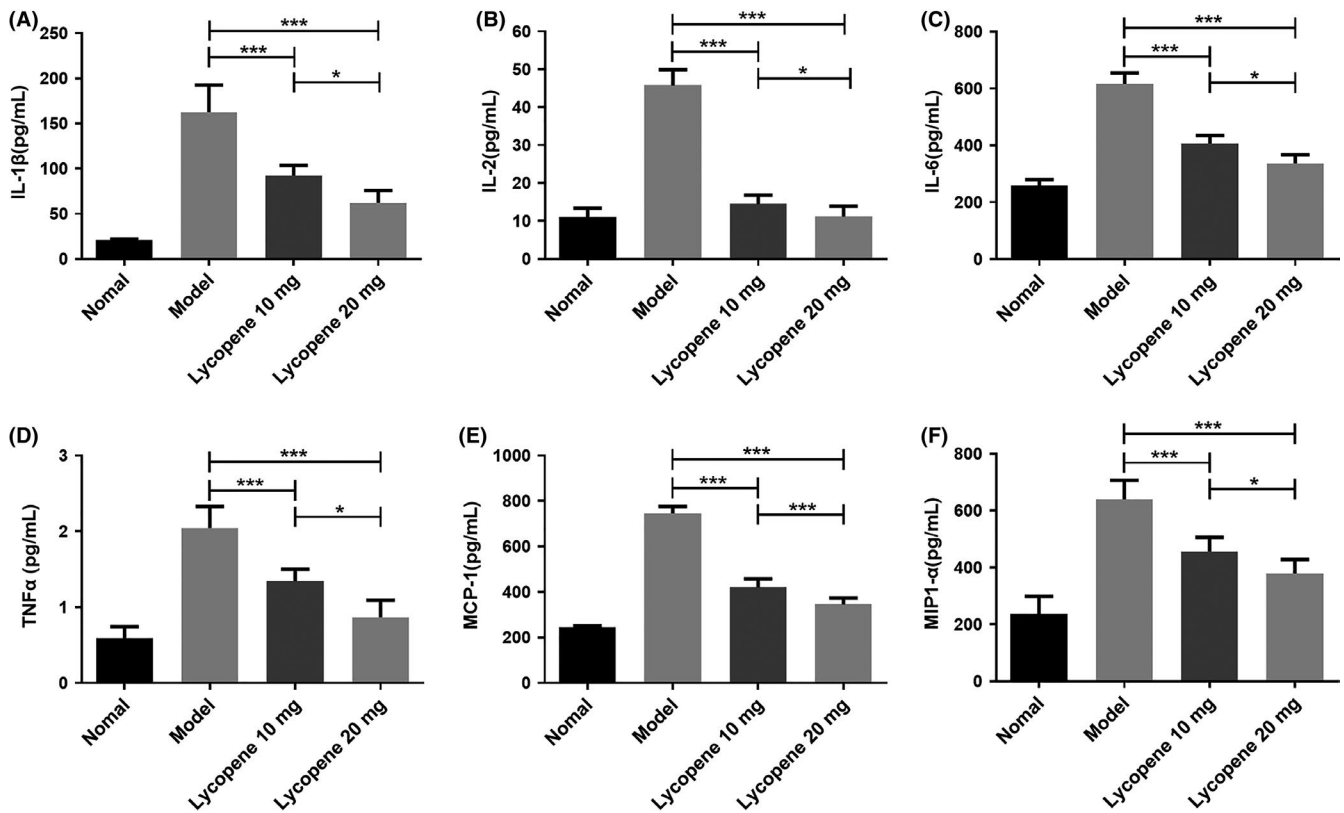 (A)
IL-1β(pg/mL)
250
200
150
100
50
0
***
***
*
Nomal
Model
Lycopene 10 mg
Lycopene 20 mg
(B)
IL-2(pg/mL)
60
50
40
30
20
10
0
***
***
*
Nomal
Model
Lycopene 10 mg
Lycopene 20 mg
(C)
IL-6(pg/mL)
800
600
400
200
0
***
***
*
Nomal
Model
Lycopene 10 mg
Lycopene 20 mg
(D)
TNFα (pg/mL)
3
2
1
0
***
***
*
Nomal
Model
Lycopene 10 mg
Lycopene 20 mg
(E)
MCP-1(pg/mL)
1000
800
600
400
200
0
***
***
***
Nomal
Model
Lycopene 10 mg
Lycopene 20 mg
(F)
MIP1-α(pg/mL)
800
600
400
200
0
***
***
*
Nomal
Model
Lycopene 10 mg
Lycopene 20 mg